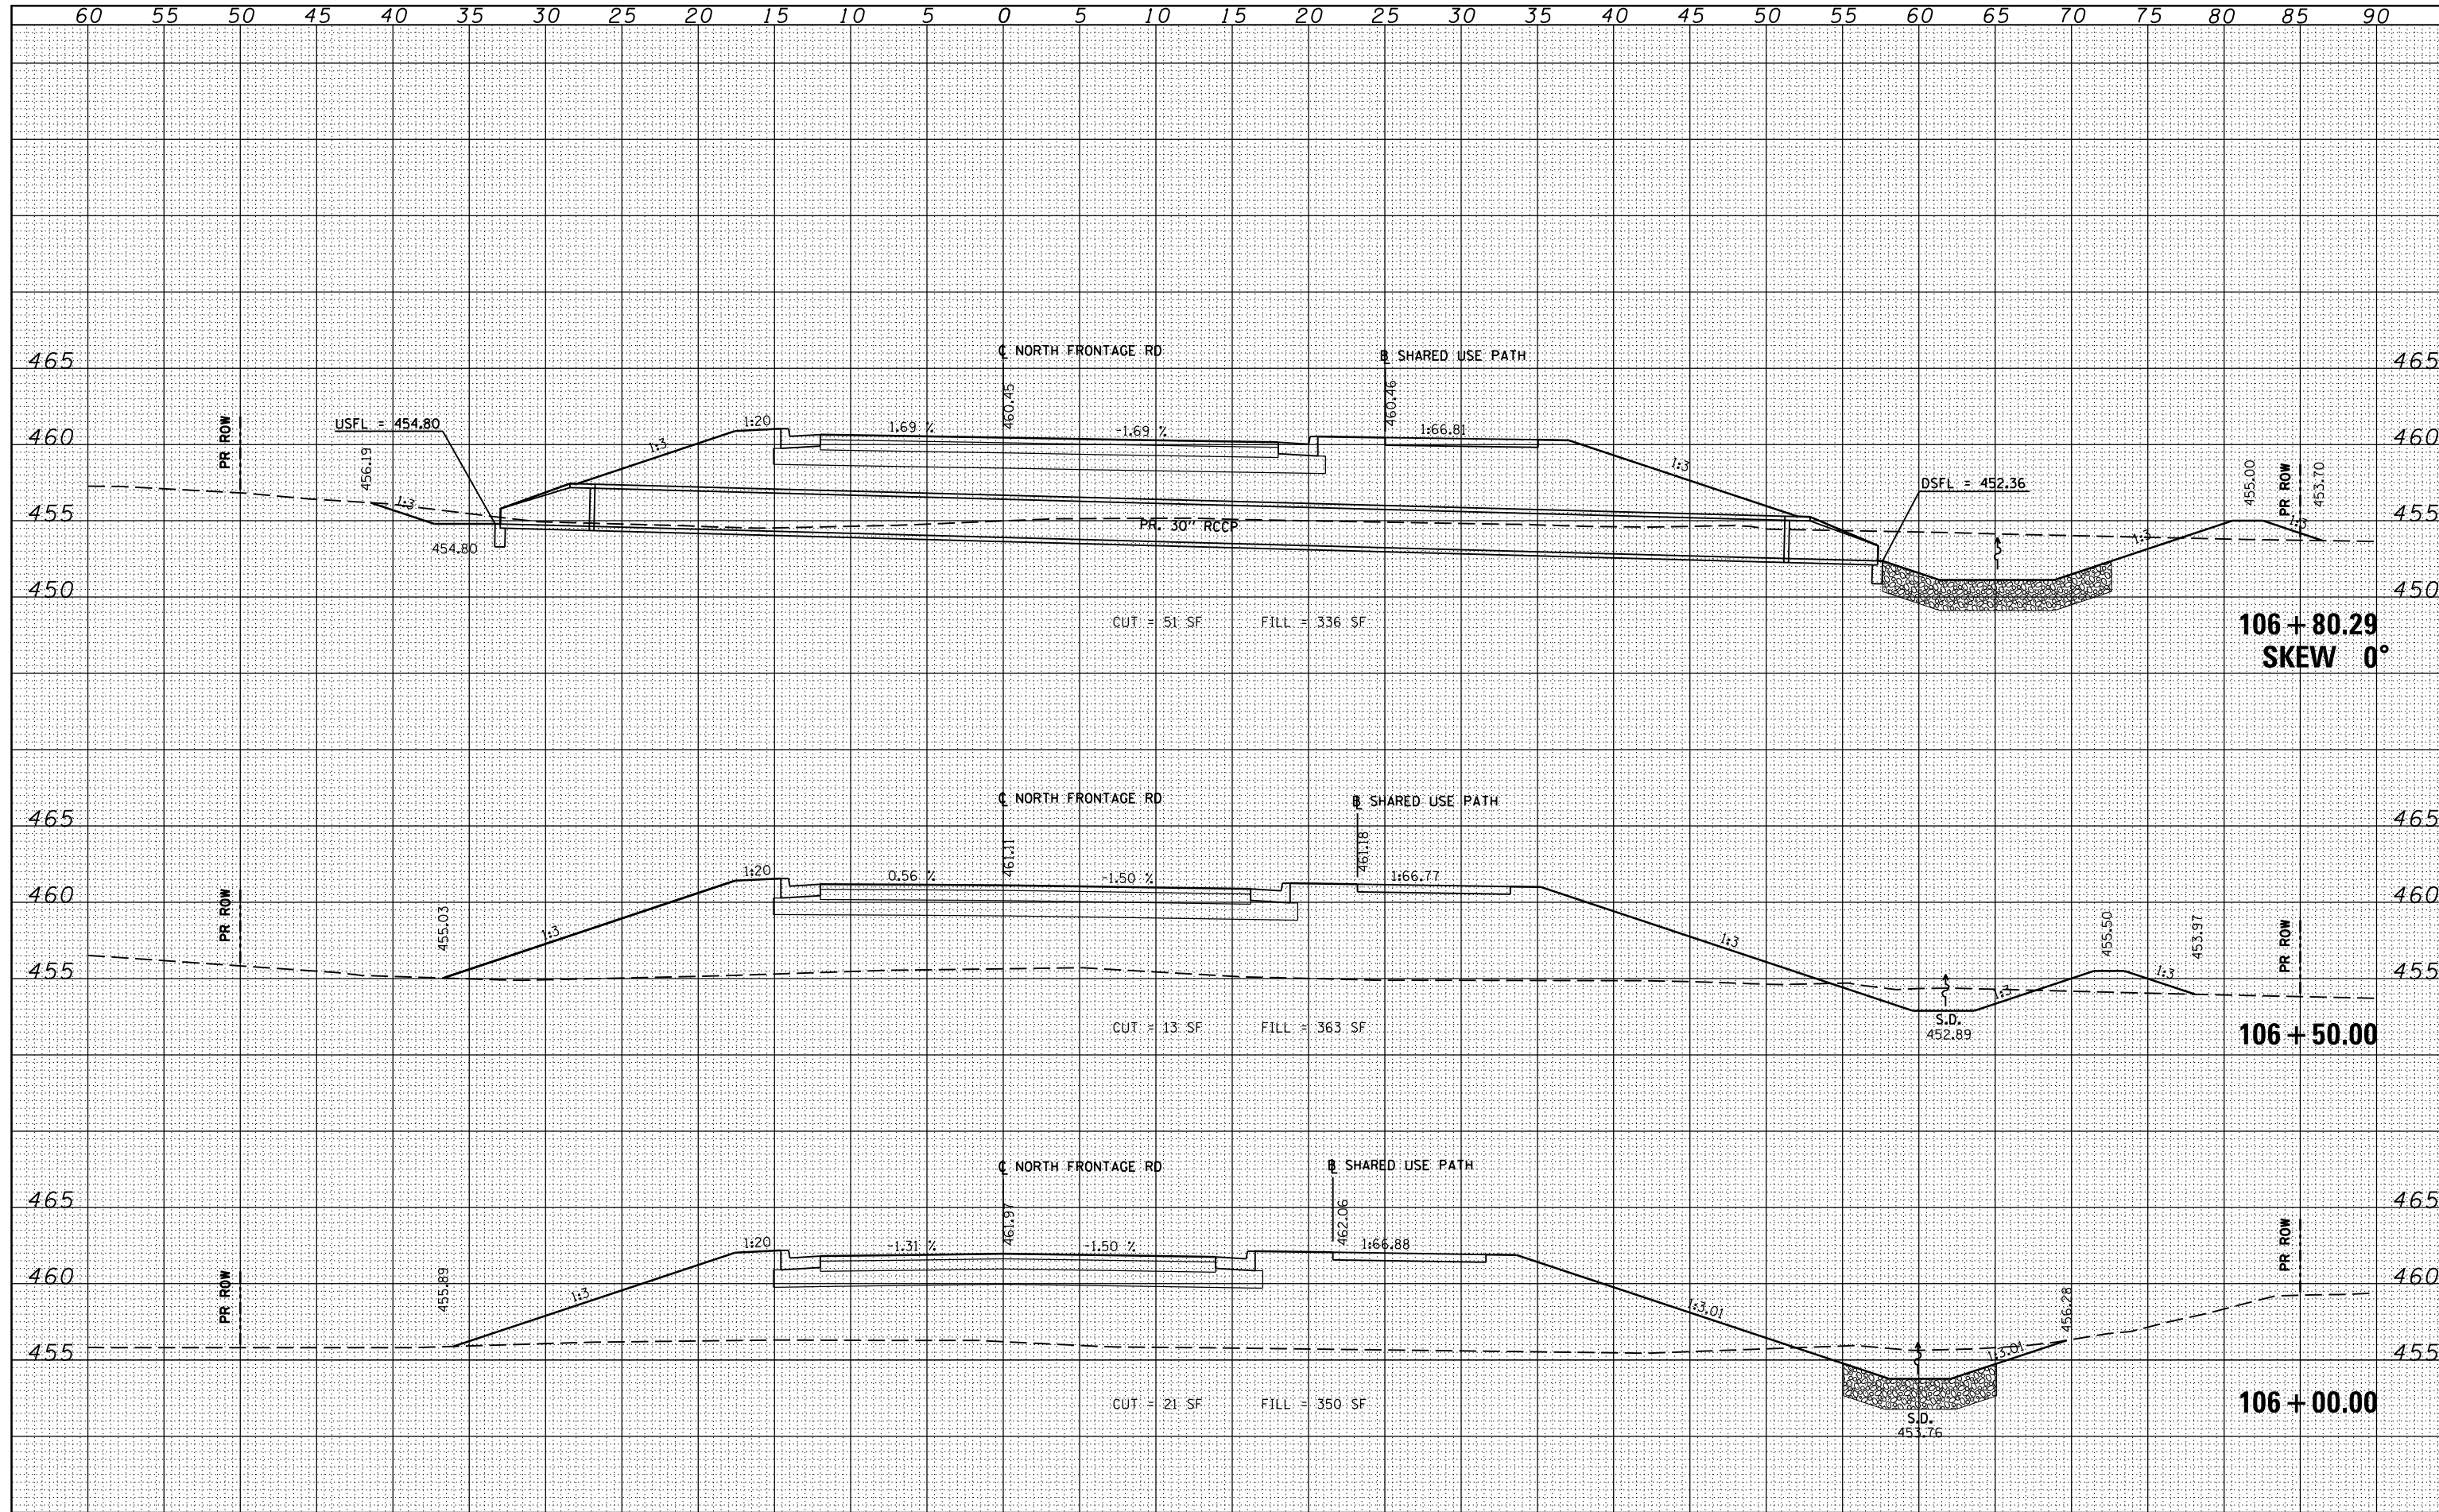 60 55 50 45 40 35 30 25 20 15 10 5 0 5 10 15 20 25 30 35 40 45 50 55 60 65 70 75 80 85 90
℄ NORTH FRONTAGE RD
B SHARED USE PATH
465 465
460.45
460.46
PR ROW
USFL = 454.80
1:20
1.69 %
-1.69 %
1:66.81
460 460
456.19
1:3
1:3
1:3
455.00
PR ROW
453.70
DSFL = 452.36
1:3
455 455
PR. 30" RCCP
1:3
1:3
454.80
450 450
CUT = 51 SF FILL = 336 SF
106 + 80.29
SKEW 0°
℄ NORTH FRONTAGE RD
B SHARED USE PATH
465 465
461.11
461.18
1:20
0.56 %
-1.50 %
1:66.77
460 460
PR ROW
455.03
1:3
1:3
455.50
453.97
PR ROW
455 455
1:3
1:3
S.D.
452.89
CUT = 13 SF FILL = 363 SF
106 + 50.00
℄ NORTH FRONTAGE RD
B SHARED USE PATH
465 465
461.97
462.06
1:20
-1.31 %
-1.50 %
1:66.88
PR ROW
460 460
PR ROW
455.89
1:3
1:3.01
456.28
455 455
1:3.01
CUT = 21 SF FILL = 350 SF
106 + 00.00
S.D.
453.76